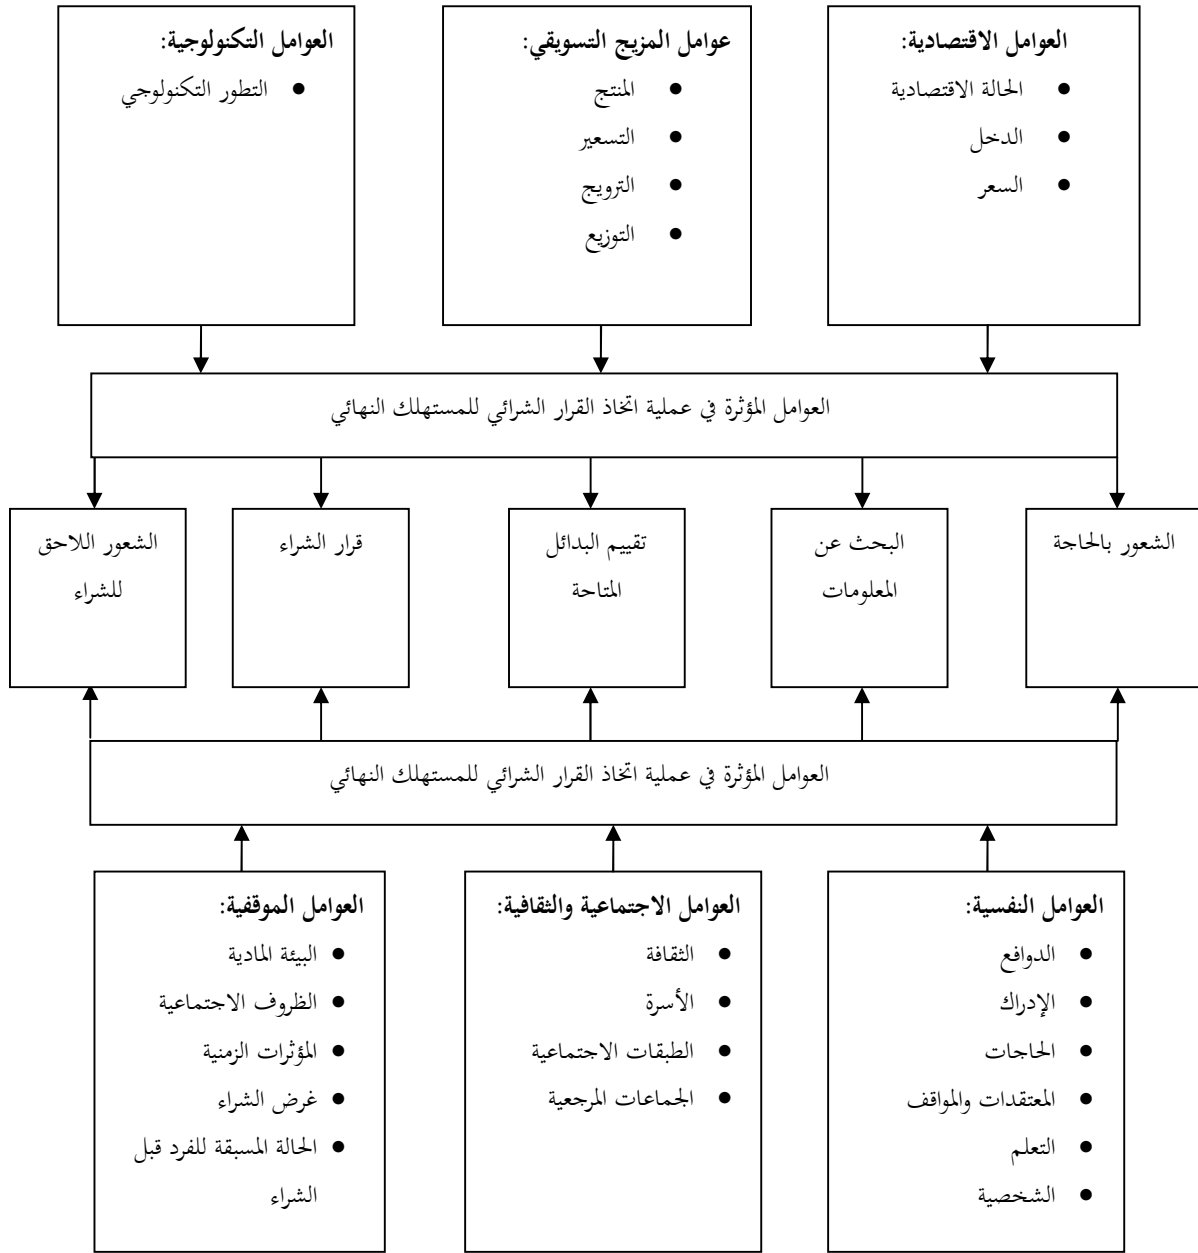 العوامل الاقتصادية:
• الحالة الاقتصادية
• الدخل
• السعر
عوامل المزيج التسويقي:
• المنتج
• التسعير
• الترويج
• التوزيع
العوامل التكنولوجية:
• التطور التكنولوجي
العوامل المؤثرة في عملية اتخاذ القرار الشرائي للمستهلك النهائي
الشعور بالحاجة
البحث عن
المعلومات
تقييم البدائل
المتاحة
قرار الشراء
الشعور اللاحق
للشراء
العوامل المؤثرة في عملية اتخاذ القرار الشرائي للمستهلك النهائي
العوامل النفسية:
• الدوافع
• الإدراك
• الحاجات
• المعتقدات والمواقف
• التعلم
• الشخصية
العوامل الاجتماعية والثقافية:
• الثقافة
• الأسرة
• الطبقات الاجتماعية
• الجماعات المرجعية
العوامل الموقفية:
• البيئة المادية
• الظروف الاجتماعية
• المؤثرات الزمنية
• غرض الشراء
• الحالة المسبقة للفرد قبل
الشراء